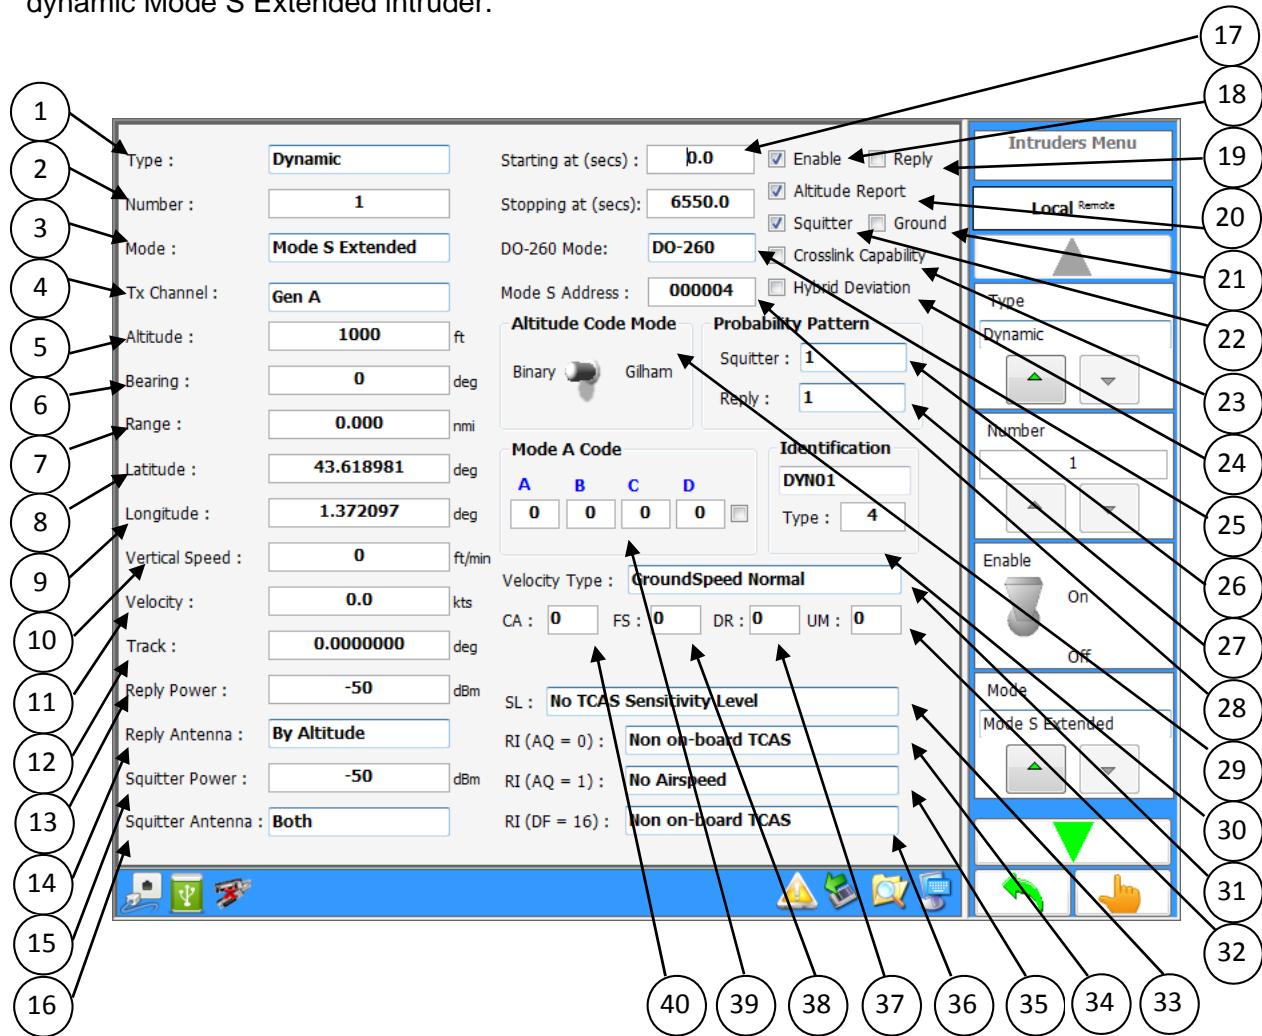 dynamic Mode S Extended intruder.
17
18
19
20
21
22
23
24
25
26
27
28
29
30
31
32
1
2
3
4
5
6
7
8
9
10
11
12
13
14
15
16
Type : Dynamic
Number : 1
Mode : Mode S Extended
Tx Channel : Gen A
Altitude : 1000 ft
Bearing : 0 deg
Range : 0.000 nmi
Latitude : 43.618981 deg
Longitude : 1.372097 deg
Vertical Speed : 0 ft/min
Velocity : 0.0 kts
Track : 0.0000000 deg
Reply Power : -50 dBm
Reply Antenna : By Altitude
Squitter Power : -50 dBm
Squitter Antenna : Both
Starting at (secs) : 0.0 Enable Reply
Stopping at (secs): 6550.0 Altitude Report
Squitter Ground
DO-260 Mode: DO-260 Crosslink Capability
Mode S Address : 000004 Hybrid Deviation
Altitude Code Mode
Binary Gilham
Probability Pattern
Squitter : 1
Reply : 1
Mode A Code
A B C D
0 0 0 0
Identification
DYN01
Type : 4
Velocity Type : GroundSpeed Normal
CA : 0 FS : 0 DR : 0 UM : 0
SL : No TCAS Sensitivity Level
RI (AQ = 0) : Non on-board TCAS
RI (AQ = 1) : No Airspeed
RI (DF = 16) : Non on-board TCAS
Intruders Menu
Local Remote
Type
Dynamic
Number
1
Enable
On
Off
Mode
Mode S Extended
40 39 38 37 36 35 34 33